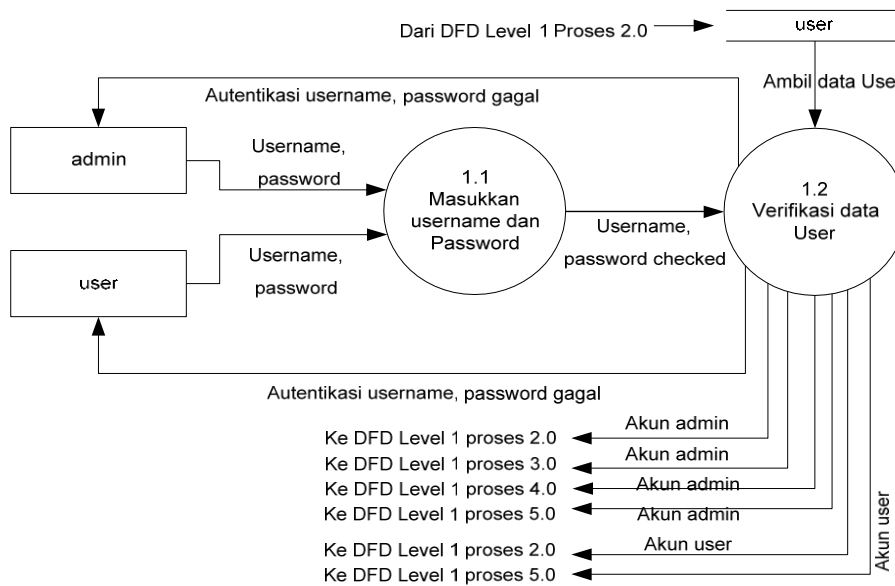 Dari DFD Level 1 Proses 2.0
user
Ambil data User
Autentikasi username, password gagal
admin
Username,
password
1.1
Masukkan
username dan
Password
1.2
Verifikasi data
User
Username,
password checked
user
Username,
password
Autentikasi username, password gagal
Ke DFD Level 1 proses 2.0
Akun admin
Ke DFD Level 1 proses 3.0
Akun admin
Ke DFD Level 1 proses 4.0
Akun admin
Ke DFD Level 1 proses 5.0
Akun admin
Ke DFD Level 1 proses 2.0
Akun user
Ke DFD Level 1 proses 5.0
Akun user